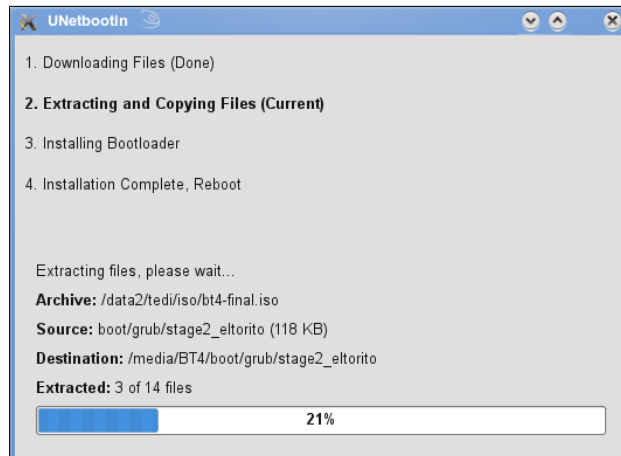 UNetbootin
1. Downloading Files (Done)
2. Extracting and Copying Files (Current)
3. Installing Bootloader
4. Installation Complete, Reboot
Extracting files, please wait...
Archive: /data2/tedi/iso/bt4-final.iso
Source: boot/grub/stage2_eltorito (118 KB)
Destination: /media/BT4/boot/grub/stage2_eltorito
Extracted: 3 of 14 files
21%